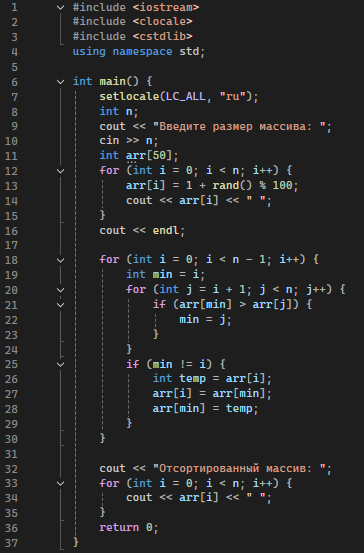 1 #include <iostream>
2 #include <clocale>
3 #include <cstdlib>
4 using namespace std;
5
6 int main() {
7     setlocale(LC_ALL, "ru");
8     int n;
9     cout << "Введите размер массива: ";
10     cin >> n;
11     int arr[50];
12     for (int i = 0; i < n; i++) {
13         arr[i] = 1 + rand() % 100;
14         cout << arr[i] << " ";
15     }
16     cout << endl;
17
18     for (int i = 0; i < n - 1; i++) {
19         int min = i;
20         for (int j = i + 1; j < n; j++) {
21             if (arr[min] > arr[j]) {
22                 min = j;
23             }
24         }
25         if (min != i) {
26             int temp = arr[i];
27             arr[i] = arr[min];
28             arr[min] = temp;
29         }
30     }
31
32     cout << "Отсортированный массив: ";
33     for (int i = 0; i < n; i++) {
34         cout << arr[i] << " ";
35     }
36     return 0;
37 }